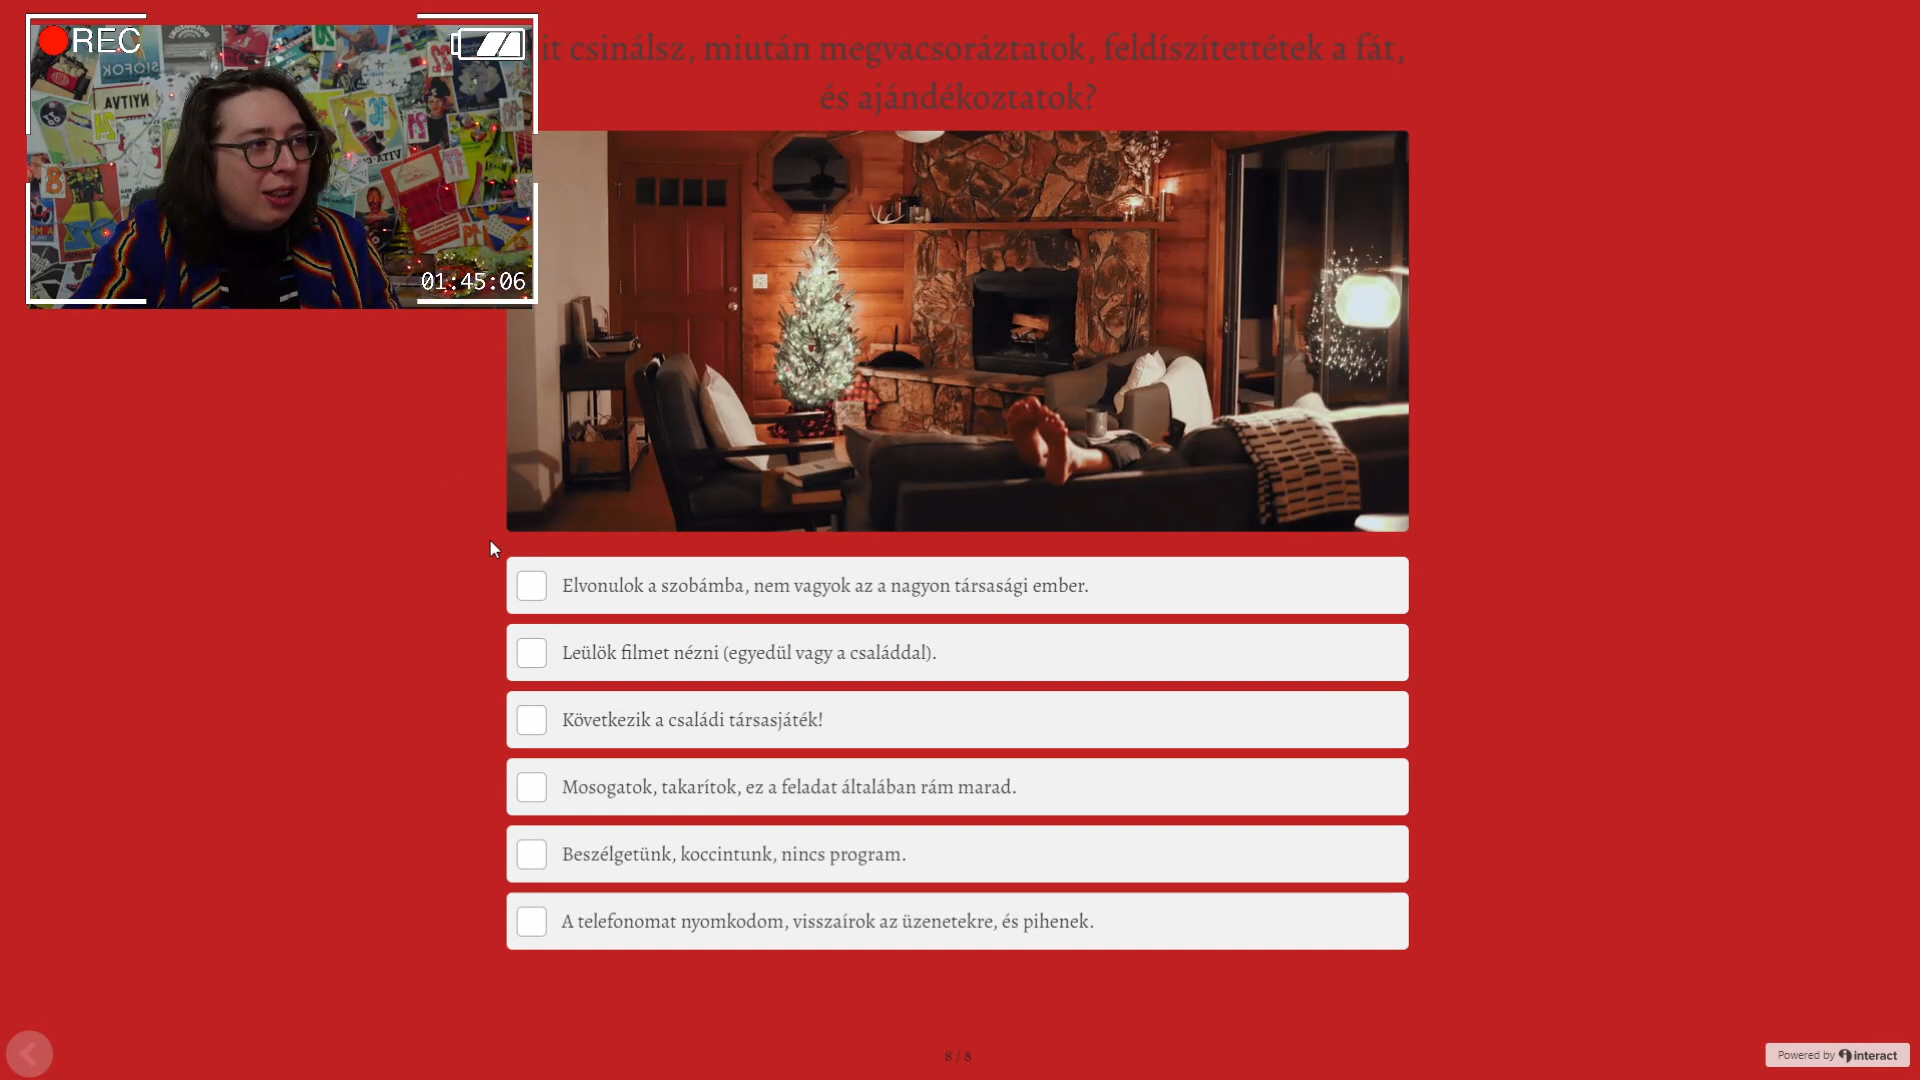 REC
it csinálsz, miután megvacsoráztatok, feldíszítettétek a fát,
és ajándékoztatok?
01:45:06
Elvonulok a szobámba, nem vagyok az a nagyon társasági ember.
Leülök filmet nézni (egyedül vagy a családdal).
Következik a családi társasjáték!
Mosogatok, takarítok, ez a feladat általában rám marad.
Beszélgetünk, koccintunk, nincs program.
A telefonomat nyomkodom, visszaírok az üzenetekre, és pihenek.
8 / 8
Powered by interact